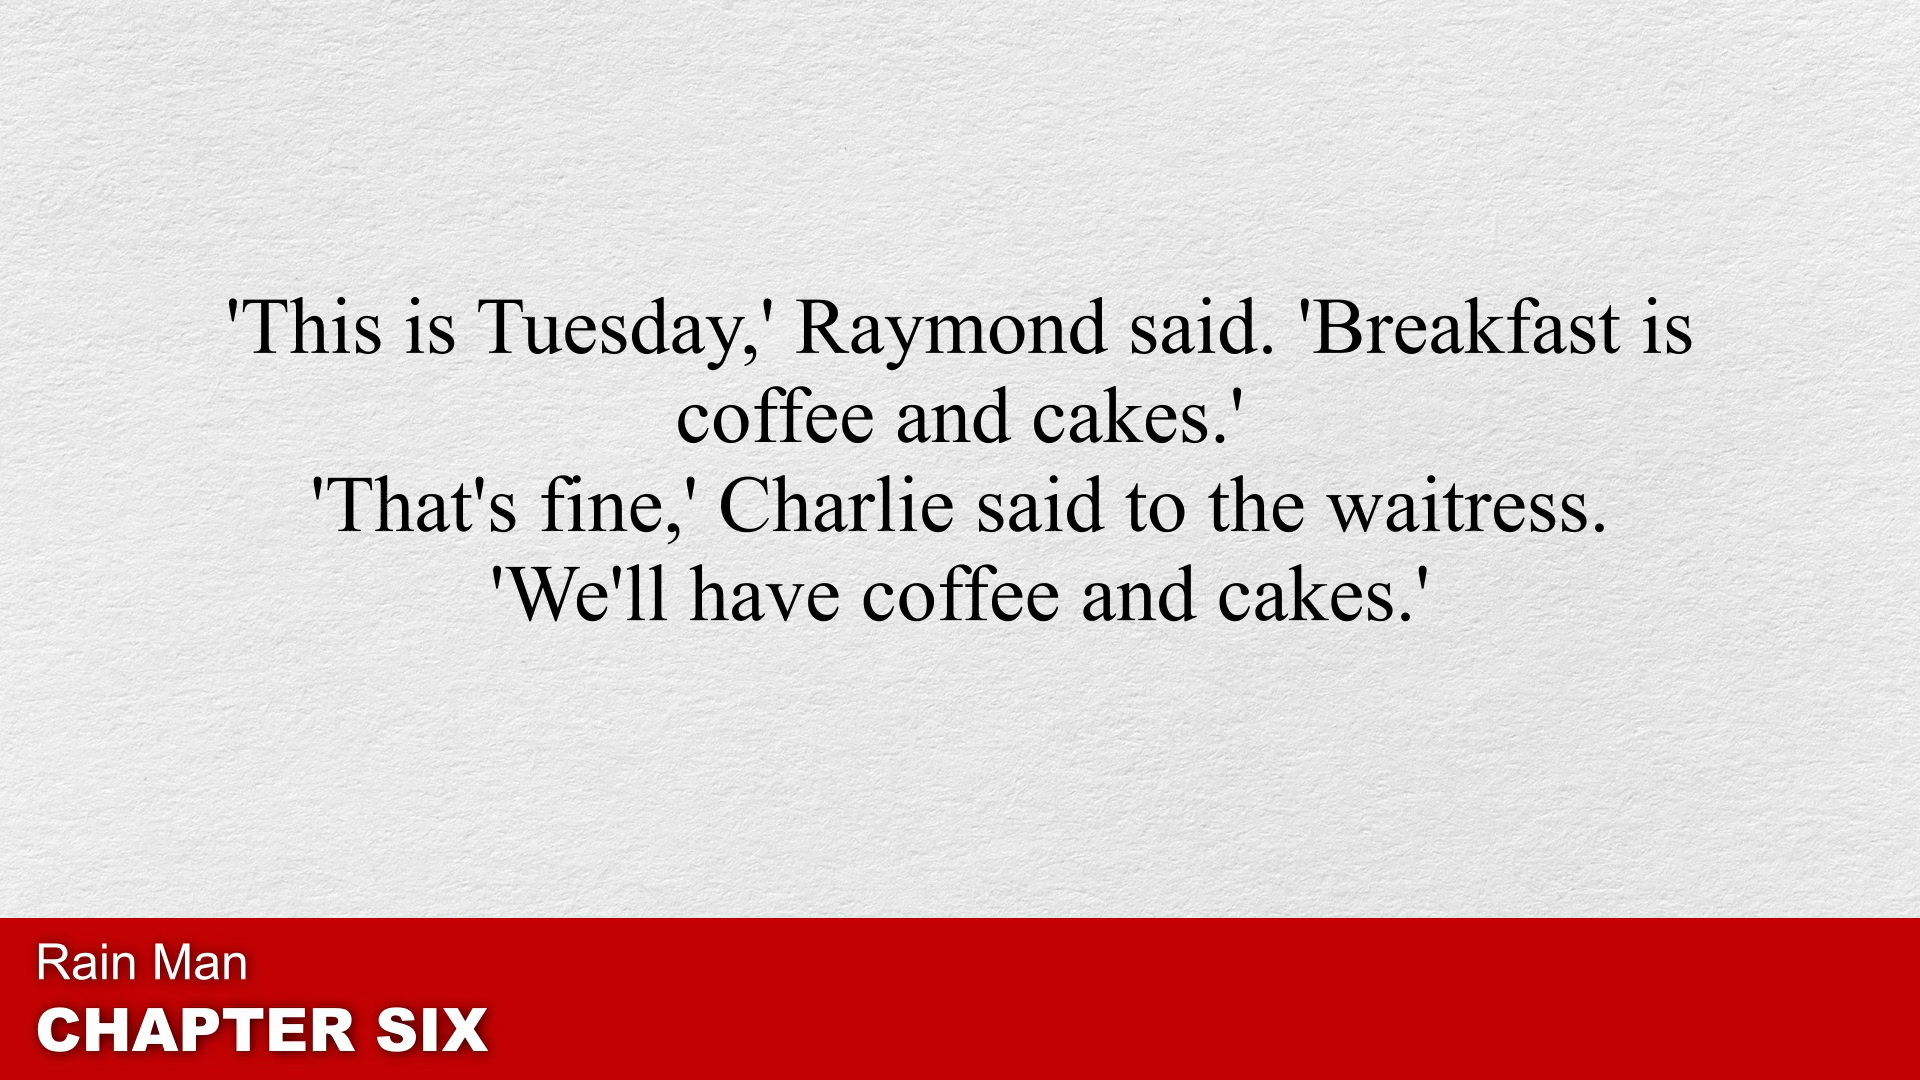 'This is Tuesday,' Raymond said. 'Breakfast is
coffee and cakes.'
'That's fine,' Charlie said to the waitress.
'We'll have coffee and cakes.'
Rain Man
CHAPTER SIX